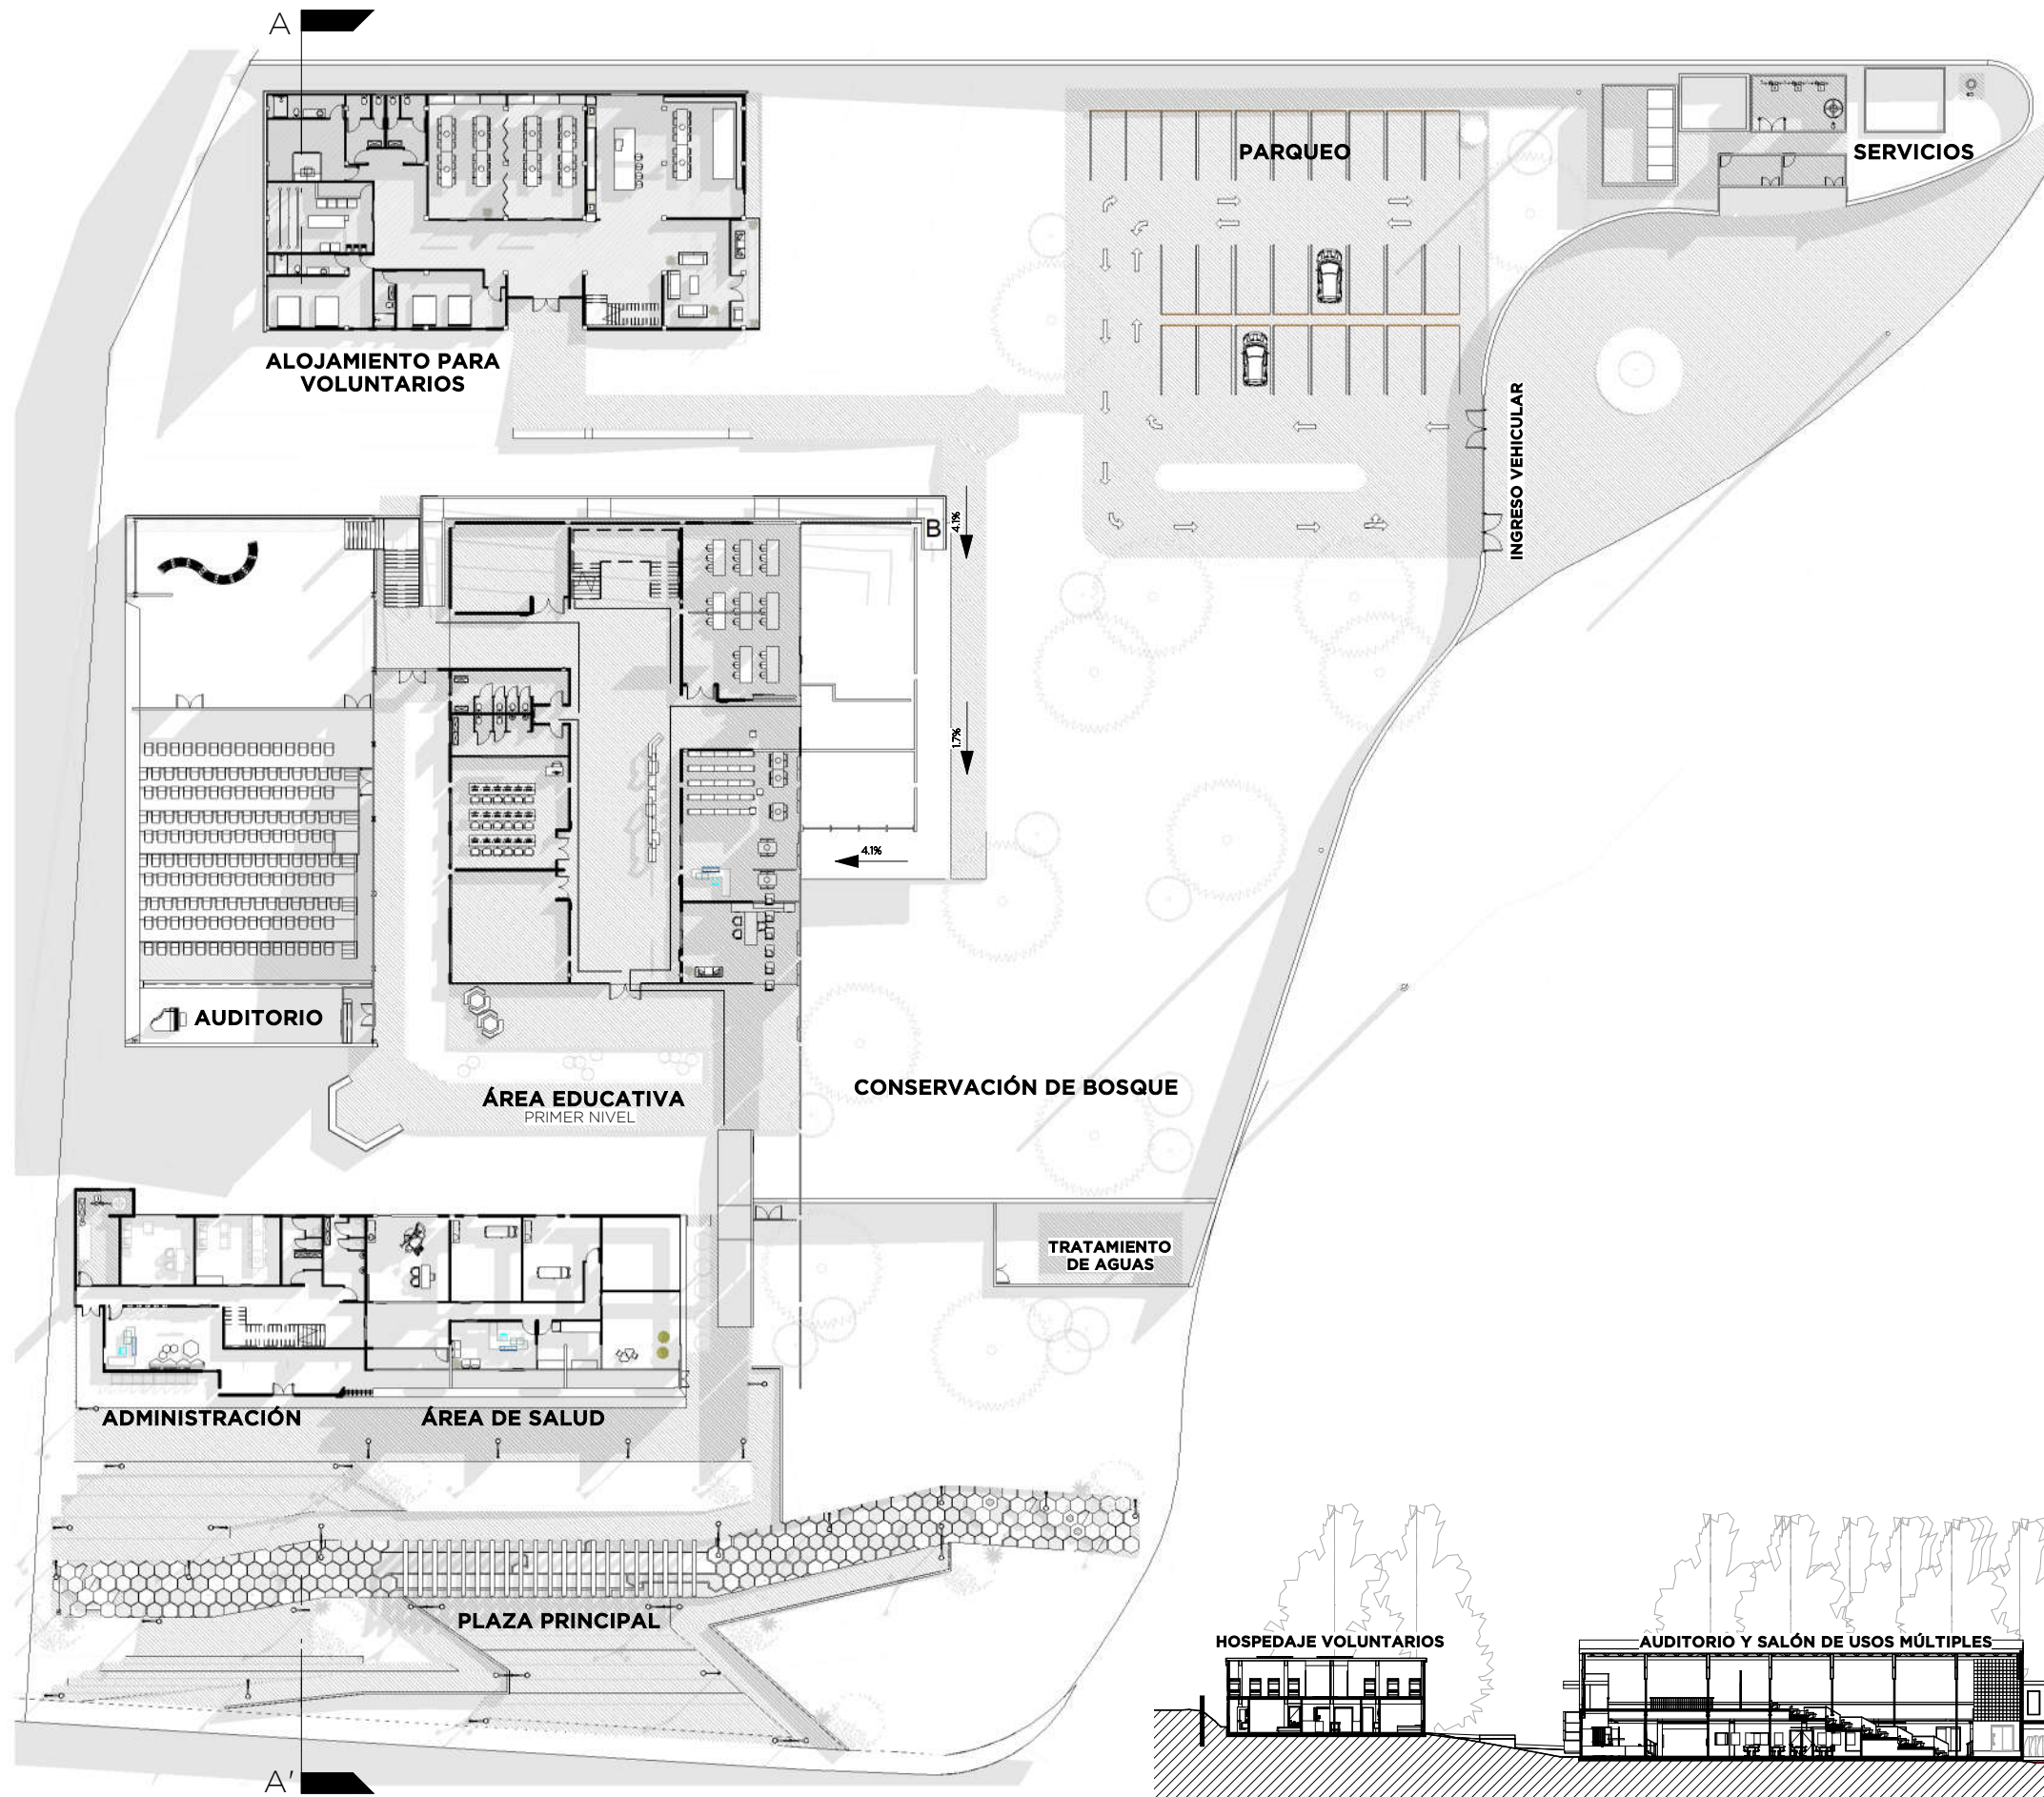 A
PARQUEO
SERVICIOS
ALOJAMIENTO PARA
VOLUNTARIOS
INGRESO VEHICULAR
B
4.1%
1.7%
4.1%
AUDITORIO
ÁREA EDUCATIVA
PRIMER NIVEL
CONSERVACIÓN DE BOSQUE
TRATAMIENTO
DE AGUAS
ADMINISTRACIÓN
ÁREA DE SALUD
PLAZA PRINCIPAL
HOSPEDAJE VOLUNTARIOS
AUDITORIO Y SALÓN DE USOS MÚLTIPLES
A'